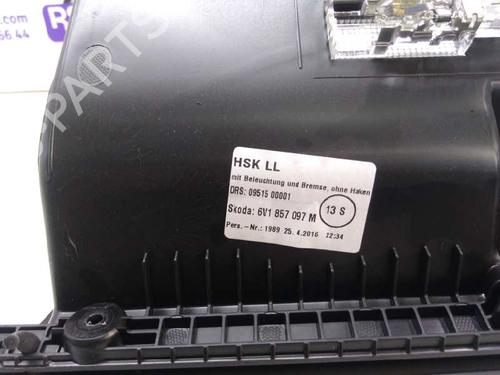 HSK LL
mit Beleuchtung und Bremse, ohne Haken
DRS: 09515 00001
Skoda: 6V1 857 097 M
13 S
Pers.-Nr.: 1989 25.4.2016 12:34
PARTS